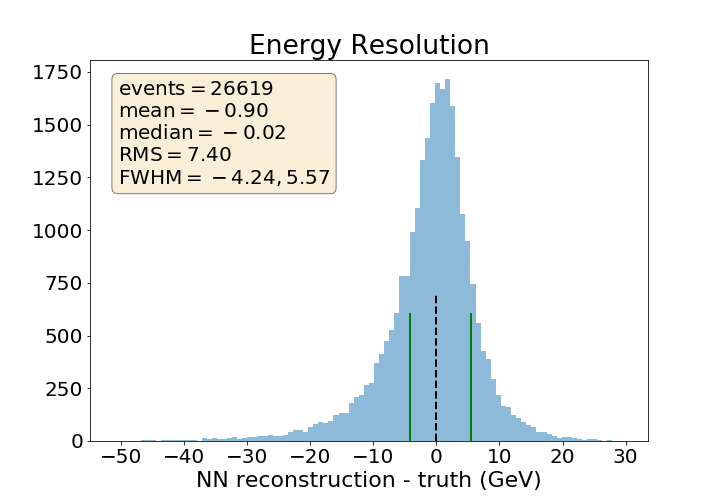 Energy Resolution
events = 26619
mean = −0.90
median = −0.02
RMS = 7.40
FWHM = −4.24, 5.57
1750
1500
1250
1000
750
500
250
0
−50 −40 −30 −20 −10 0 10 20 30
NN reconstruction - truth (GeV)